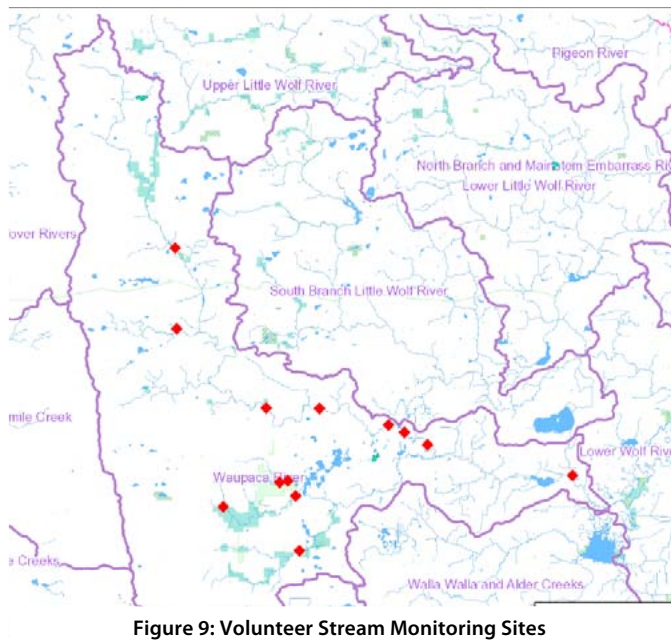 Pigeon River
Upper Little Wolf River
North Branch and Mainstem Embarrass Ri
Lower Little Wolf River
over Rivers
South Branch Little Wolf River
mile Creek
Waupaca River
Lower Wolf Rive
e Creeks
Walla Walla and Alder Creeks
Figure 9: Volunteer Stream Monitoring Sites